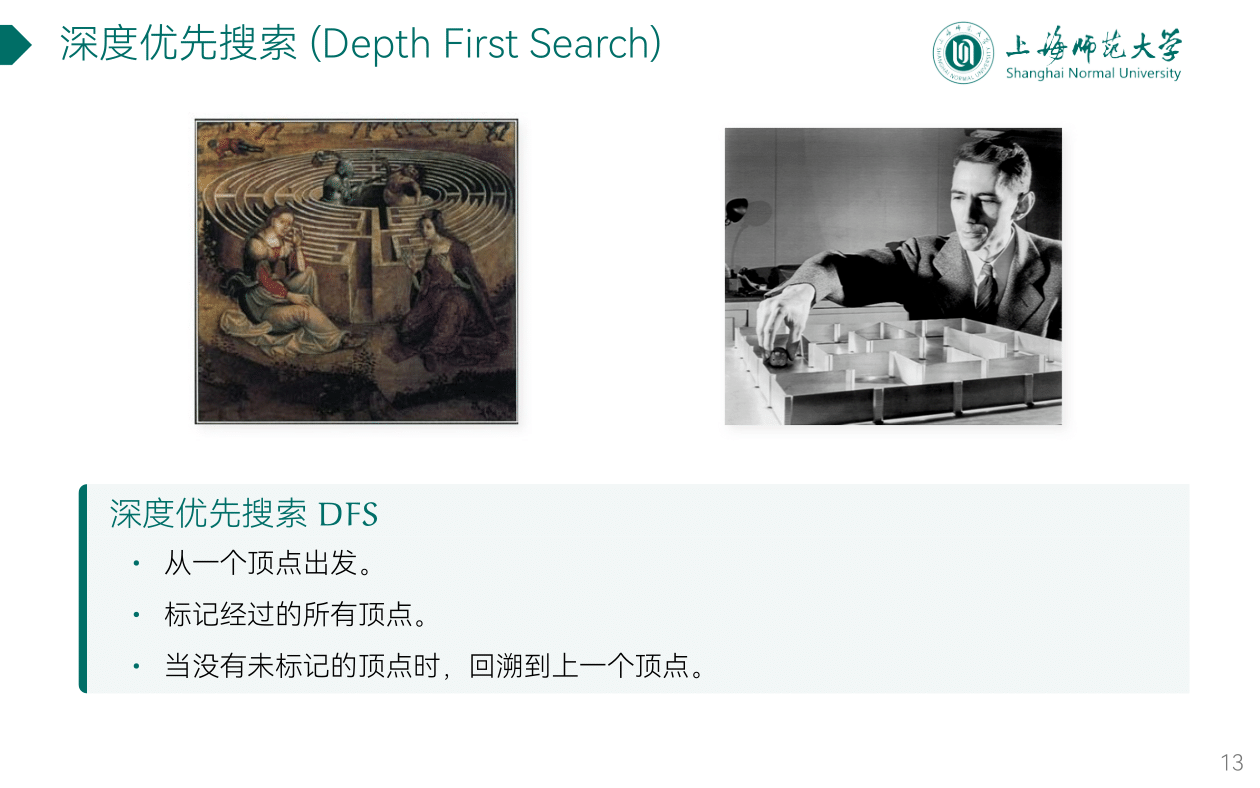 深度优先搜索 (Depth First Search)
上海师范大学
Shanghai Normal University
深度优先搜索 DFS
• 从一个顶点出发。
• 标记经过的所有顶点。
• 当没有未标记的顶点时，回溯到上一个顶点。
13